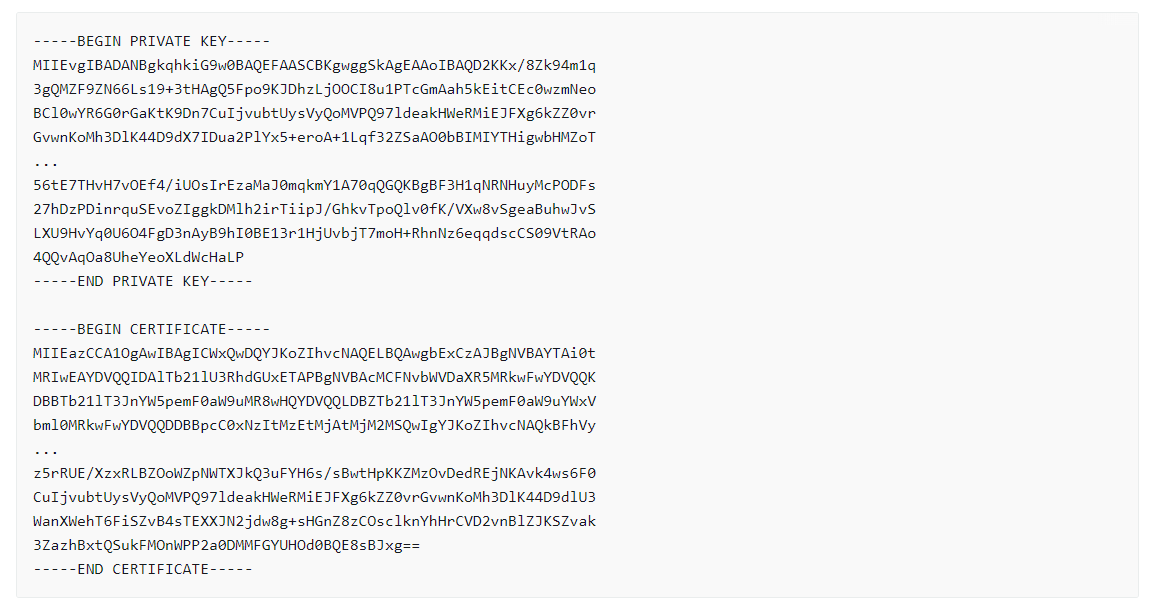 -----BEGIN PRIVATE KEY-----
MIIEvgIBADANBgkqhkiG9w0BAQEFAASCBKgwggSkAgEAAoIBAQD2KKx/8Zk94m1q
3gQMZF9ZN66Ls19+3tHAgQ5Fpo9KJDhzLjOOCI8u1PTcGmAah5kEitCEc0wzmNeo
BCl0wYR6G0rGaKtK9Dn7CuIjvubtUysVyQoMVPQ97ldeakHWeRMiEJFXg6kZZ0vr
GvwnKoMh3DlK44D9dX7IDua2PlYx5+eroA+1Lqf32ZSaAO0bBIMIYTHigwbHMZoT
...
56tE7THvH7vOEf4/iUOsIrEzaMaJ0mqkmY1A70qQGQKBgBF3H1qNRNHuyMcPODFs
27hDzPDinrquSEvoZIggkDMlh2irTiipJ/GhkvTpoQlv0fK/VXw8vSgeaBuhwJvS
LXU9HvYq0U6O4FgD3nAyB9hI0BE13r1HjUvbjT7moH+RhnNz6eqqdscCS09VtRAo
4QQvAqOa8UheYeoXLdWcHaLP
-----END PRIVATE KEY-----
-----BEGIN CERTIFICATE-----
MIIEazCCA1OgAwIBAgICWxQwDQYJKoZIhvcNAQELBQAwgbExCzAJBgNVBAYTAi0t
MRIwEAYDVQQIDAlTb21lU3RhdGUxETAPBgNVBAcMCFNvbWVDaXR5MRkwFwYDVQQK
DBBTb21lT3JnYW5pemF0aW9uMR8wHQYDVQQLDBZTb21lT3JnYW5pemF0aW9uYWxV
bml0MRkwFwYDVQQDDBBpcC0xNzItMzEtMjAtMjM2MSQwIgYJKoZIhvcNAQkBFhVy
...
z5rRUE/XzxRLBZOoWZpNWTXJkQ3uFYH6s/sBwtHpKKZMzOvDedREjNKAvk4ws6F0
CuIjvubtUysVyQoMVPQ97ldeakHWeRMiEJFXg6kZZ0vrGvwnKoMh3DlK44D9dlU3
WanXWehT6FiSZvB4sTEXXJN2jdw8g+sHGnZ8zCOsclknYhHrCVD2vnBlZJKSZvak
3ZazhBxtQSukFMOnWPP2a0DMMFGYUHOd0BQE8sBJxg==
-----END CERTIFICATE-----